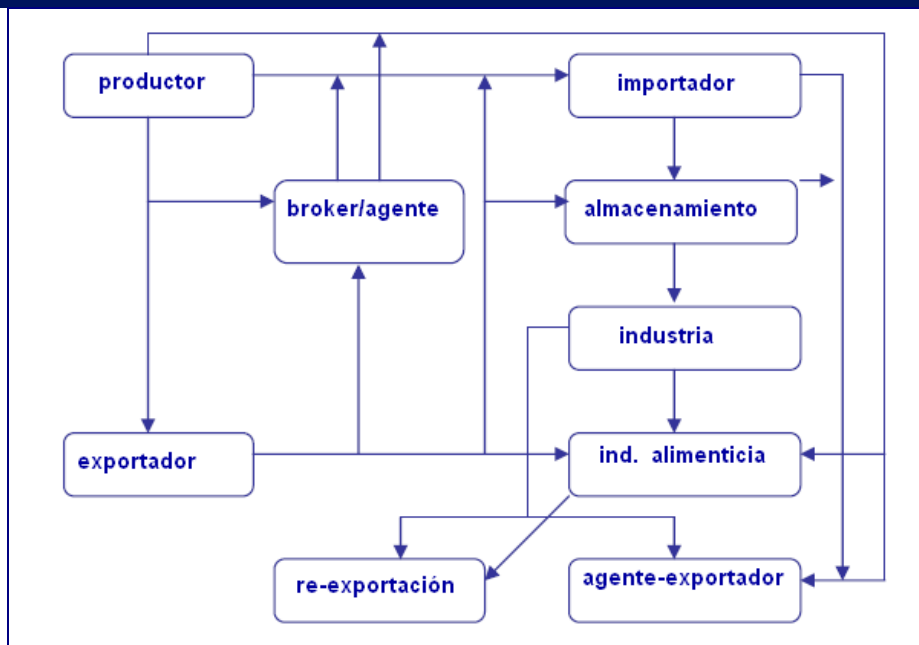 productor
importador
broker/agente
almacenamiento
industria
exportador
ind. alimenticia
re-exportación
agente-exportador